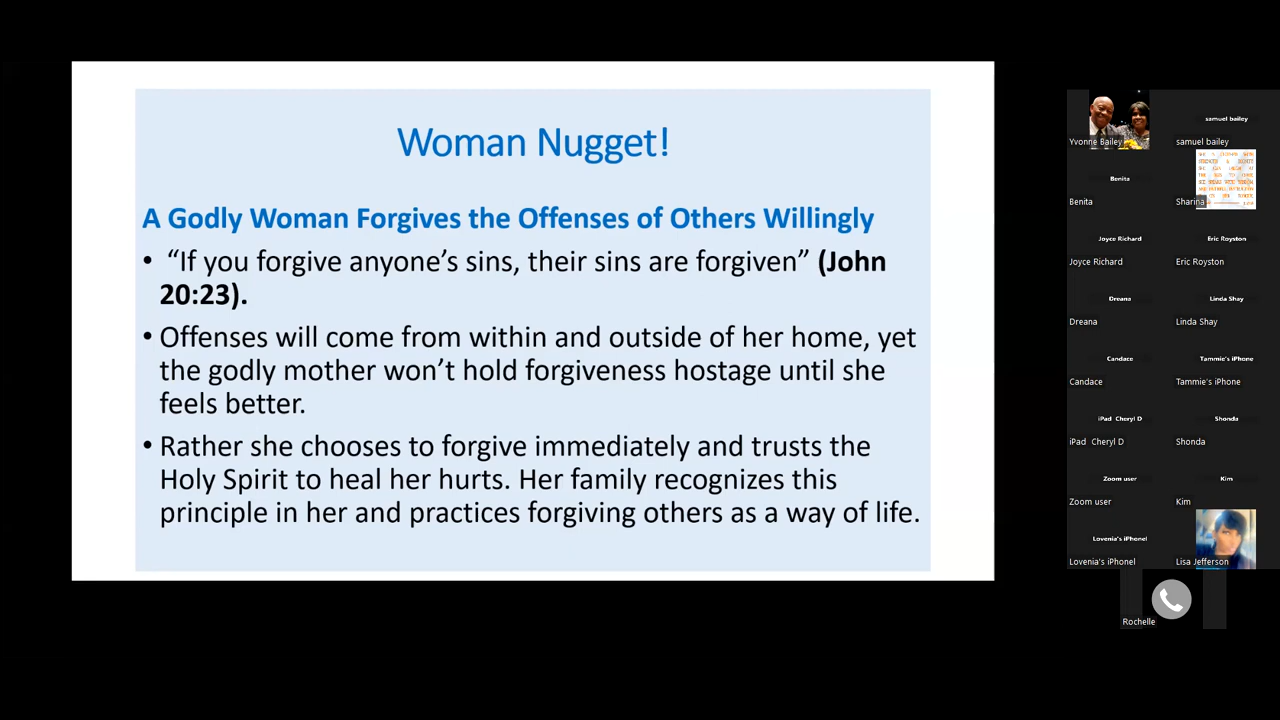 Woman Nugget!
A Godly Woman Forgives the Offenses of Others Willingly
• “If you forgive anyone’s sins, their sins are forgiven” (John
20:23).
• Offenses will come from within and outside of her home, yet
the godly mother won’t hold forgiveness hostage until she
feels better.
• Rather she chooses to forgive immediately and trusts the
Holy Spirit to heal her hurts. Her family recognizes this
principle in her and practices forgiving others as a way of life.
Yvonne Bailey
samuel bailey
samuel bailey
Benita
Benita
Sharina
Joyce Richard
Joyce Richard
Eric Royston
Eric Royston
Dreana
Dreana
Linda Shay
Linda Shay
Candace
Candace
Tammie's iPhone
Tammie's iPhone
iPad Cheryl D
iPad Cheryl D
Shonda
Shonda
Zoom user
Zoom user
Kim
Kim
Lovenia's iPhonel
Lovenia's iPhonel
Lisa Jefferson
Rochelle